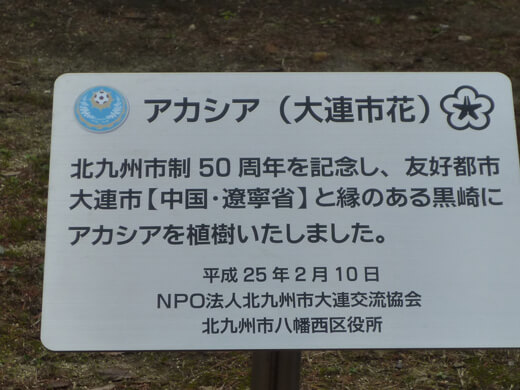 アカシア（大連市花）
北九州市制 50 周年を記念し、友好都市
大連市【中国・遼寧省】と縁のある黒崎に
アカシアを植樹いたしました。
平成 25 年 2 月 10 日
NPO法人北九州市大連交流協会
北九州市八幡西区役所